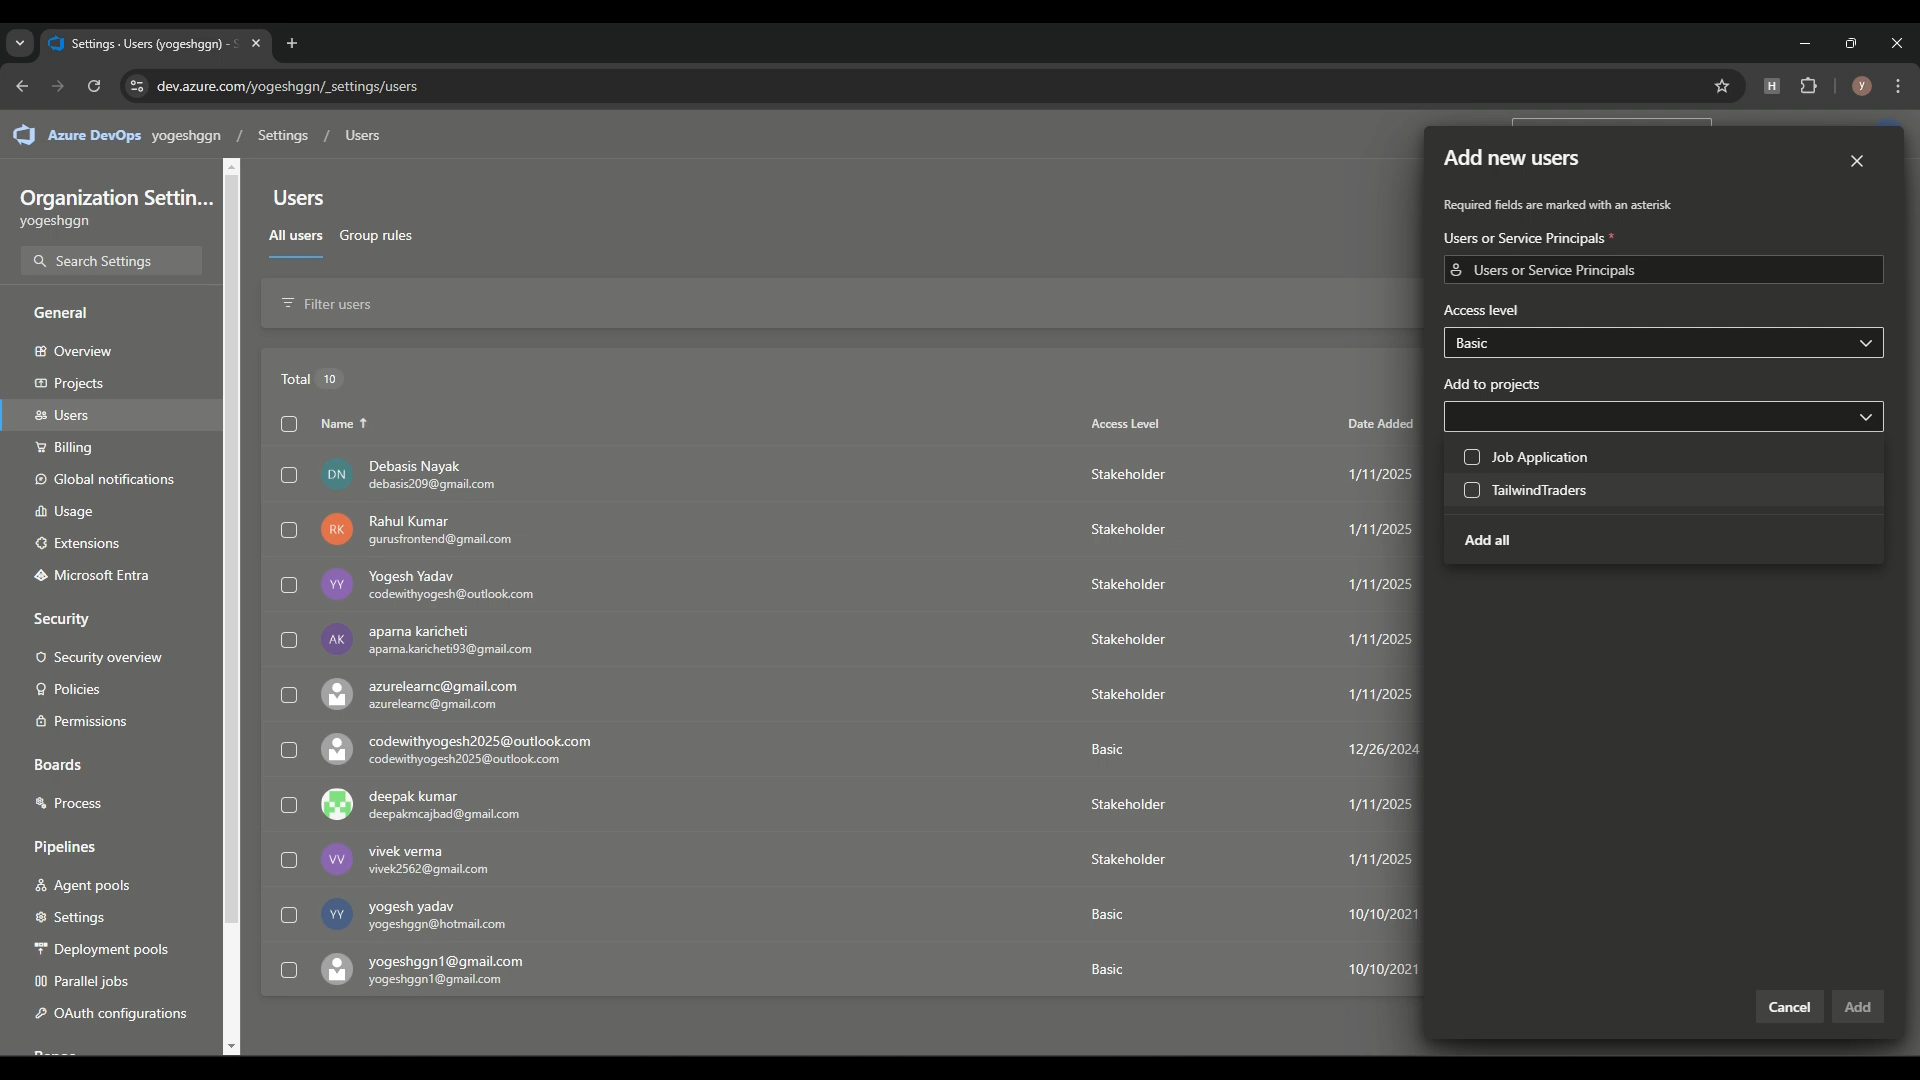 Settings · Users (yogeshggn) - S
dev.azure.com/yogeshggn/_settings/users
H
y
Azure DevOps yogeshggn / Settings / Users
Organization Settin...
yogeshggn
Search Settings
General
Overview
Projects
Users
Billing
Global notifications
Usage
Extensions
Microsoft Entra
Security
Security overview
Policies
Permissions
Boards
Process
Pipelines
Agent pools
Settings
Deployment pools
Parallel jobs
OAuth configurations
Users
All users Group rules
Filter users
Total 10
Name Access Level Date Added
DN Debasis Nayak Stakeholder 1/11/2025
debasis209@gmail.com
RK Rahul Kumar Stakeholder 1/11/2025
gurusfrontend@gmail.com
YY Yogesh Yadav Stakeholder 1/11/2025
codewithyogesh@outlook.com
AK aparna karicheti Stakeholder 1/11/2025
aparna.karicheti93@gmail.com
azurelearnc@gmail.com Stakeholder 1/11/2025
azurelearnc@gmail.com
codewithyogesh2025@outlook.com Basic 12/26/2024
codewithyogesh2025@outlook.com
deepak kumar Stakeholder 1/11/2025
deepakmcajbad@gmail.com
VV vivek verma Stakeholder 1/11/2025
vivek2562@gmail.com
YY yogesh yadav Basic 10/10/2021
yogeshggn@hotmail.com
yogeshggn1@gmail.com Basic 10/10/2021
yogeshggn1@gmail.com
Add new users
Required fields are marked with an asterisk
Users or Service Principals *
Users or Service Principals
Access level
Basic
Add to projects
Job Application
TailwindTraders
Add all
Cancel Add